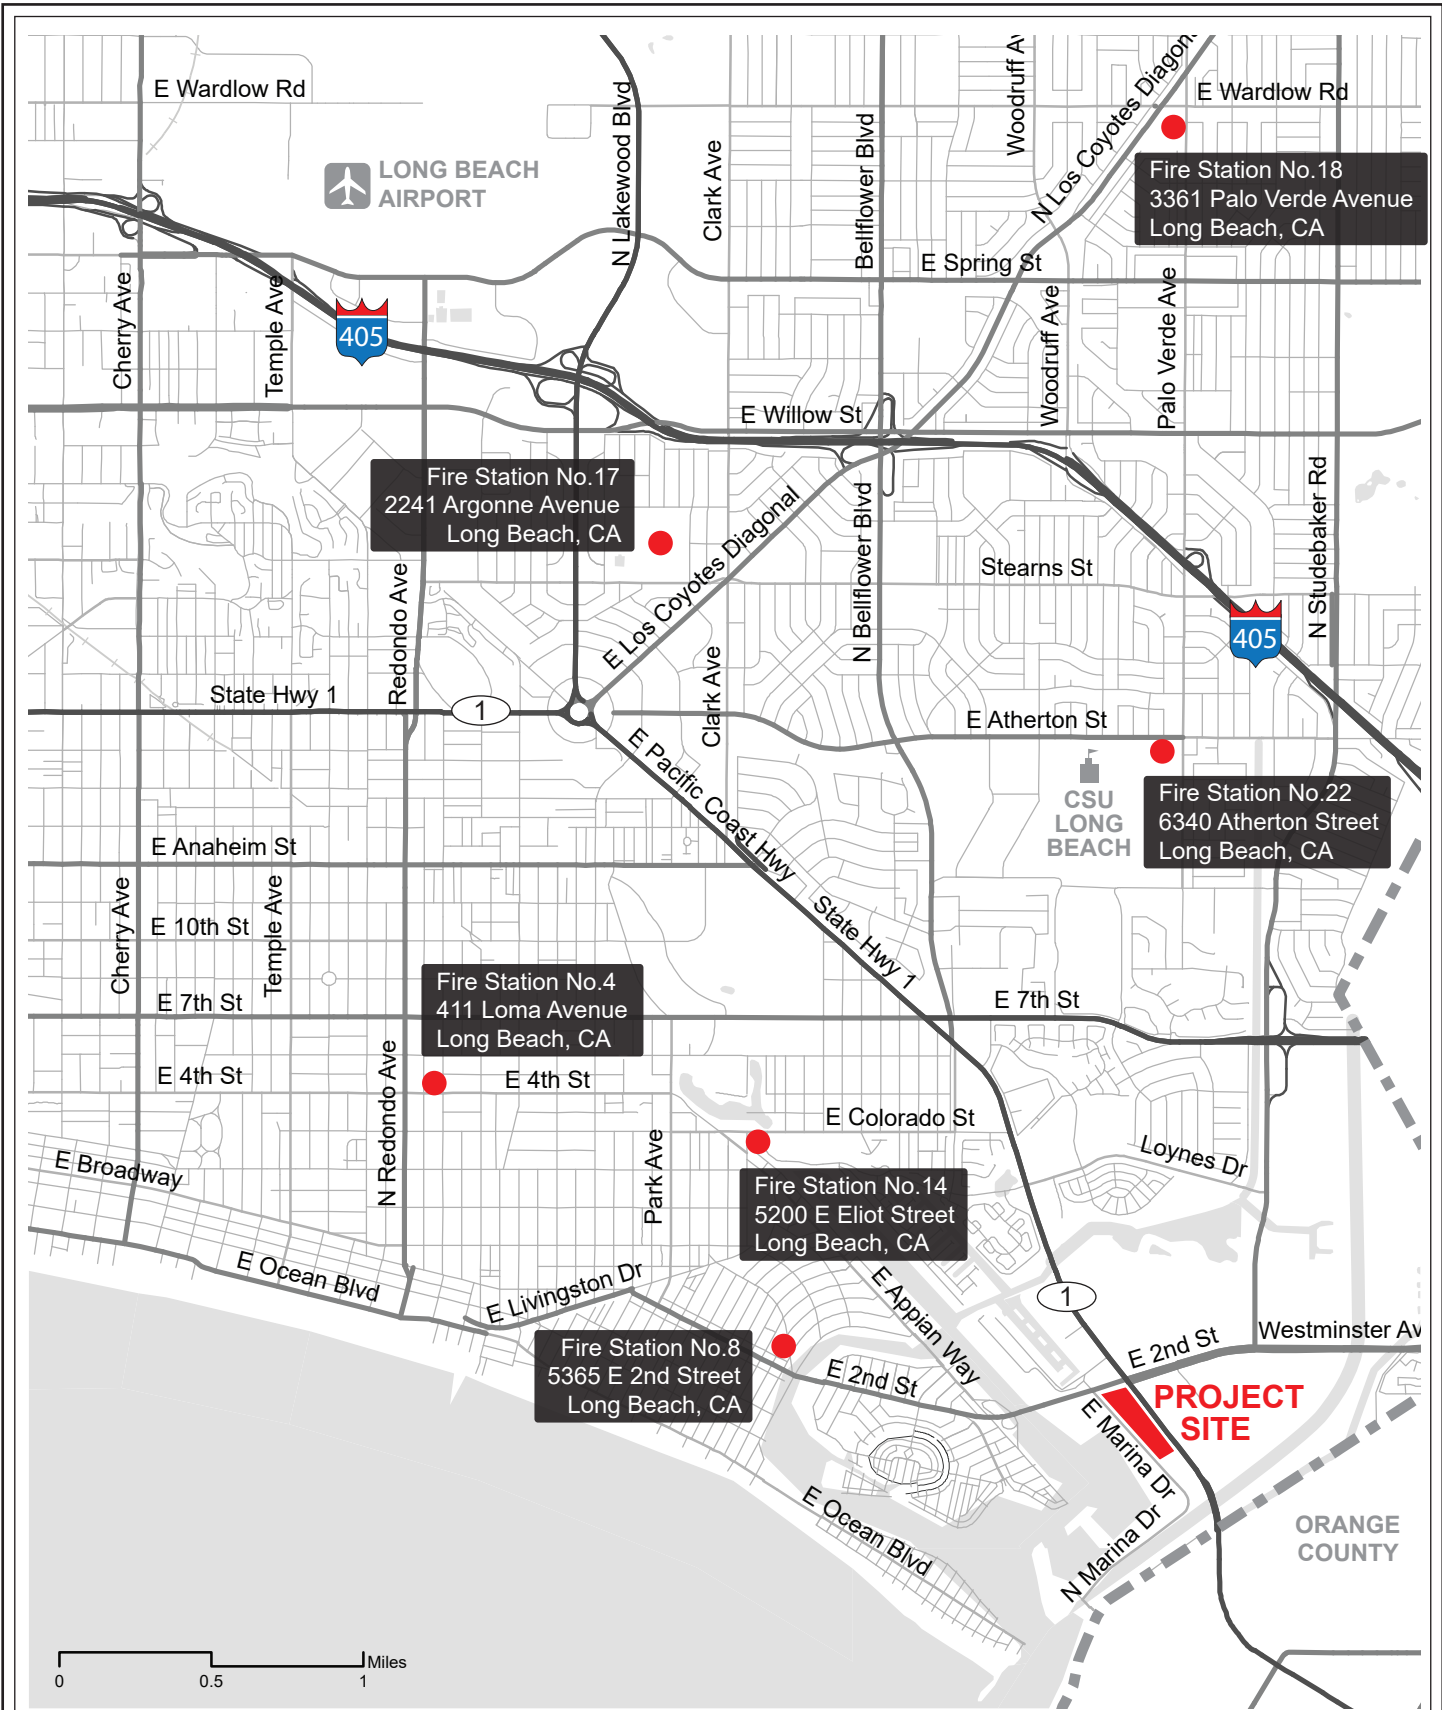 E Wardlow Rd
E Wardlow Rd
LONG BEACH
AIRPORT
N Lakewood Blvd
Clark Ave
Bellflower Blvd
Woodruff Av
N Los Coyotes Diagonal
Fire Station No.18
3361 Palo Verde Avenue
Long Beach, CA
E Spring St
Cherry Ave
Temple Ave
405
Woodruff Ave
Palo Verde Ave
E Willow St
Fire Station No.17
2241 Argonne Avenue
Long Beach, CA
E Los Coyotes Diagonal
N Bellflower Blvd
Stearns St
N Studebaker Rd
405
Redondo Ave
State Hwy 1
1
Clark Ave
E Atherton St
E Pacific Coast Hwy
CSU
LONG
BEACH
Fire Station No.22
6340 Atherton Street
Long Beach, CA
E Anaheim St
Cherry Ave
E 10th St
Temple Ave
State Hwy 1
Fire Station No.4
411 Loma Avenue
Long Beach, CA
E 7th St
E 7th St
E 4th St
N Redondo Ave
E 4th St
E Colorado St
E Broadway
Park Ave
Loynes Dr
Fire Station No.14
5200 E Eliot Street
Long Beach, CA
E Ocean Blvd
E Livingston Dr
E Appian Way
1
Fire Station No.8
5365 E 2nd Street
Long Beach, CA
E 2nd St
E 2nd St
Westminster Av
PROJECT
SITE
E Marina Dr
E Ocean Blvd
N Marina Dr
ORANGE
COUNTY
Miles
0 0.5 1